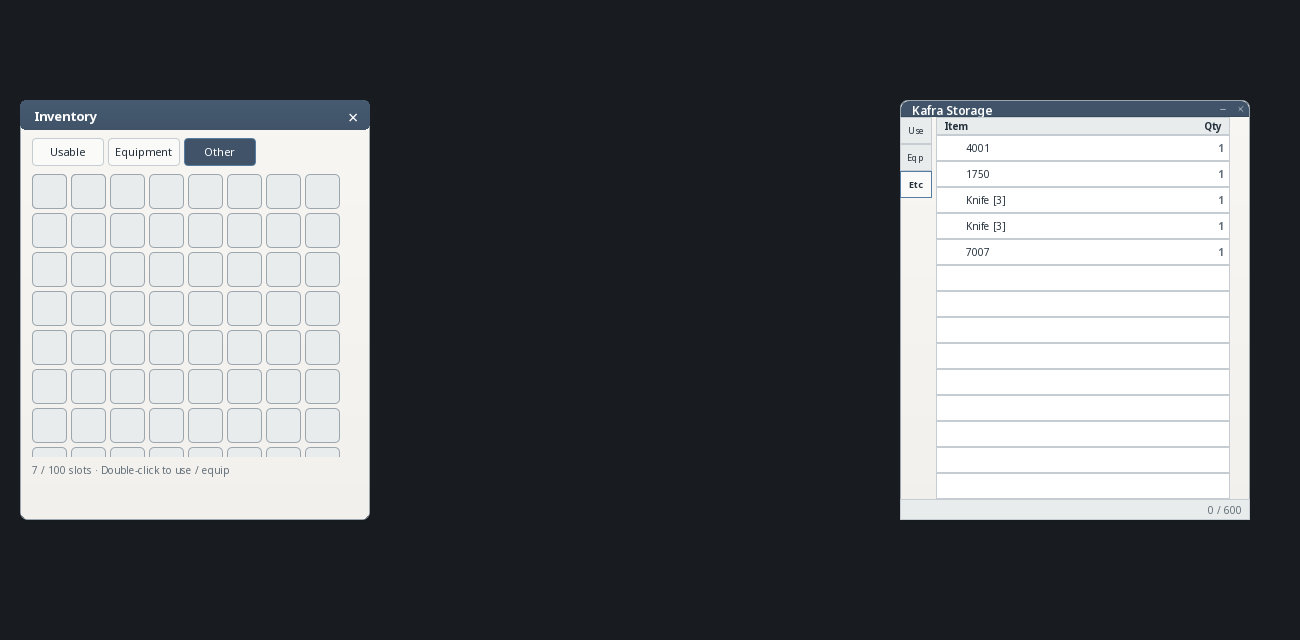 Inventory ×
Usable Equipment Other
7 / 100 slots · Double-click to use / equip
Kafra Storage − ×
Use
Eqp
Etc
Item Qty
4001 1
1750 1
Knife [3] 1
Knife [3] 1
7007 1
0 / 600